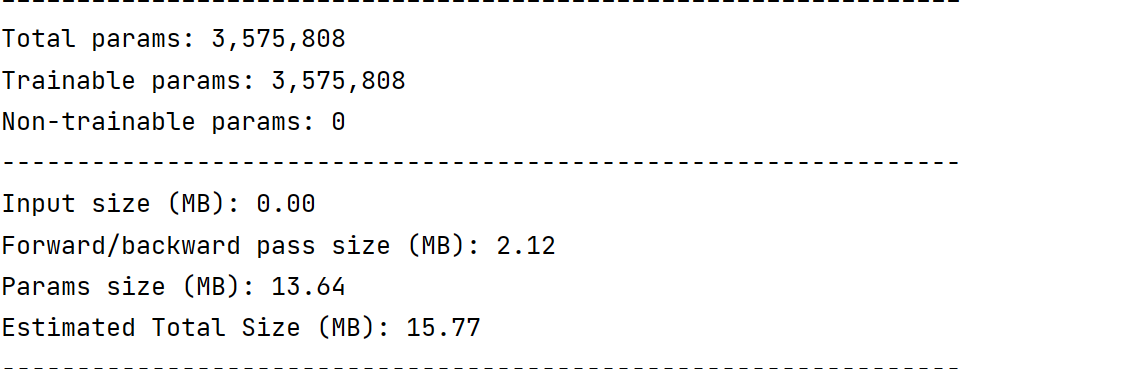 ----------------------------------------------------------------
Total params: 3,575,808
Trainable params: 3,575,808
Non-trainable params: 0
----------------------------------------------------------------
Input size (MB): 0.00
Forward/backward pass size (MB): 2.12
Params size (MB): 13.64
Estimated Total Size (MB): 15.77
----------------------------------------------------------------